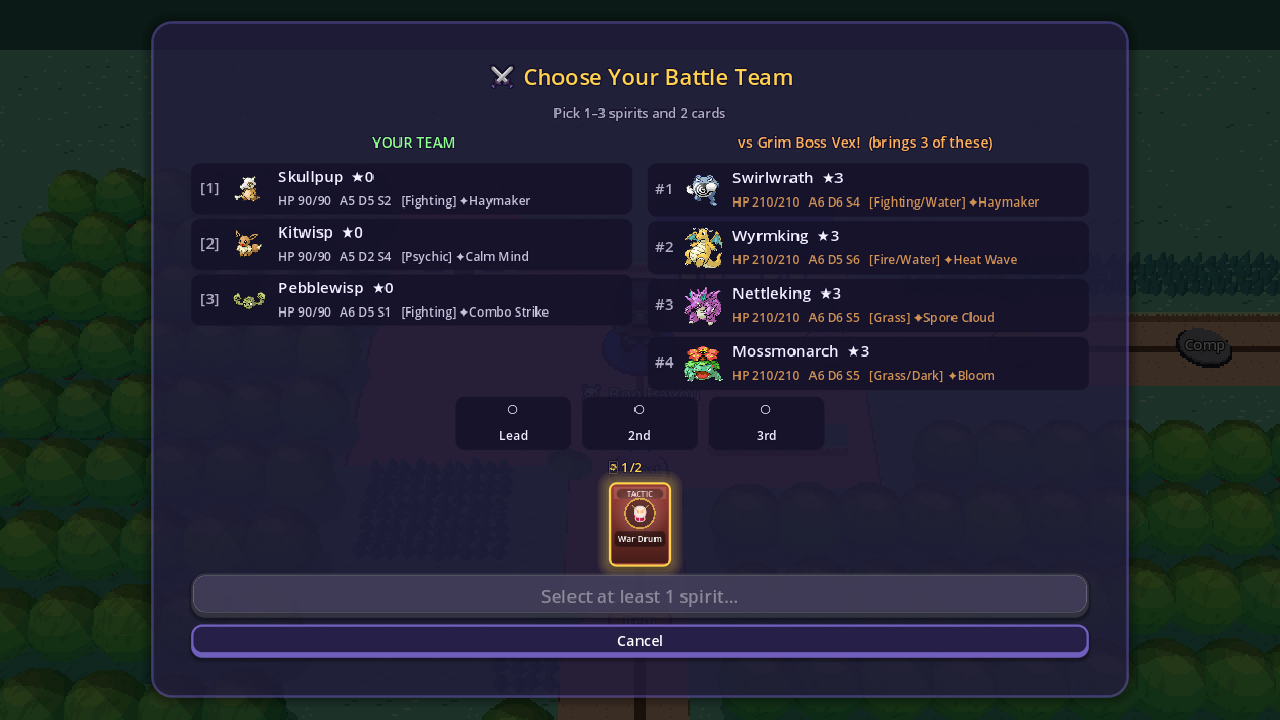 Choose Your Battle Team
Pick 1–3 spirits and 2 cards
YOUR TEAM
[1] Skullpup ★0
HP 90/90 A5 D5 S2 [Fighting] ✦Haymaker
[2] Kitwisp ★0
HP 90/90 A5 D2 S4 [Psychic] ✦Calm Mind
[3] Pebblewisp ★0
HP 90/90 A5 D5 S1 [Fighting] ✦Combo Strike
vs Grim Boss Vex! (brings 3 of these)
#1 Swirlwrath ★3
HP 210/210 A6 D6 S4 [Fighting/Water] ✦Haymaker
#2 Wyrmking ★3
HP 210/210 A6 D5 S6 [Fire/Water] ✦Heat Wave
#3 Nettleking ★3
HP 210/210 A6 D6 S5 [Grass] ✦Spore Cloud
#4 Mossmonarch ★3
HP 210/210 A6 D6 S5 [Grass/Dark] ✦Bloom
Comp
Lead
2nd
3rd
1/2
TACTIC
War Drum
Select at least 1 spirit...
Cancel